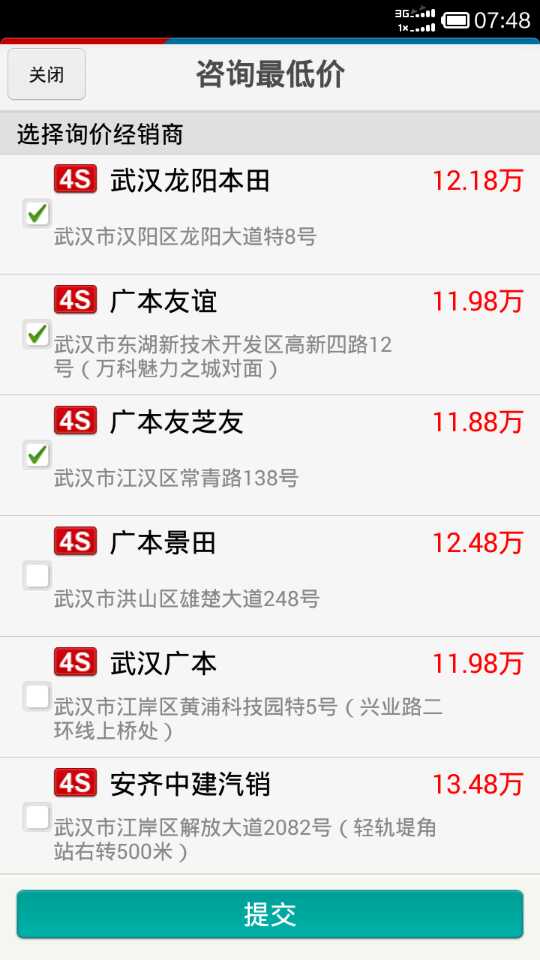 3G 1x 07:48
关闭 咨询最低价
选择询价经销商
4S 武汉龙阳本田 12.18万
武汉市汉阳区龙阳大道特8号
4S 广本友谊 11.98万
武汉市东湖新技术开发区高新四路12
号（万科魅力之城对面）
4S 广本友芝友 11.88万
武汉市江汉区常青路138号
4S 广本景田 12.48万
武汉市洪山区雄楚大道248号
4S 武汉广本 11.98万
武汉市江岸区黄浦科技园特5号（兴业路二
环线上桥处）
4S 安齐中建汽销 13.48万
武汉市江岸区解放大道2082号（轻轨堤角
站右转500米）
提交